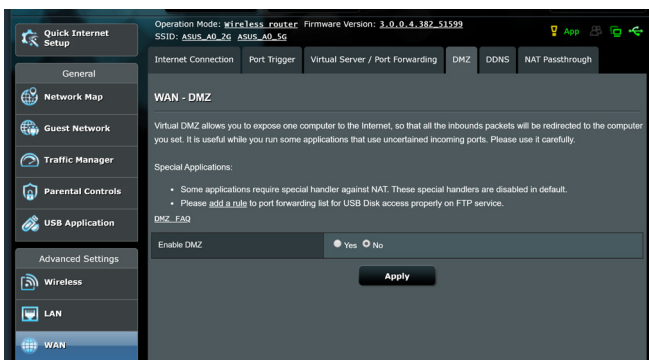 Quick Internet
Setup
Operation Mode: Wireless router Firmware Version: 3.0.0.4.382_51599
SSID: ASUS_A0_2G ASUS_A0_5G
App
Internet Connection Port Trigger Virtual Server / Port Forwarding DMZ DDNS NAT Passthrough
General
Network Map
Guest Network
Traffic Manager
Parental Controls
USB Application
Advanced Settings
Wireless
LAN
WAN
WAN - DMZ
Virtual DMZ allows you to expose one computer to the Internet, so that all the inbounds packets will be redirected to the computer
you set. It is useful while you run some applications that use uncertained incoming ports. Please use it carefully.
Special Applications:
• Some applications require special handler against NAT. These special handlers are disabled in default.
• Please add a rule to port forwarding list for USB Disk access properly on FTP service.
DMZ FAQ
Enable DMZ Yes No
Apply